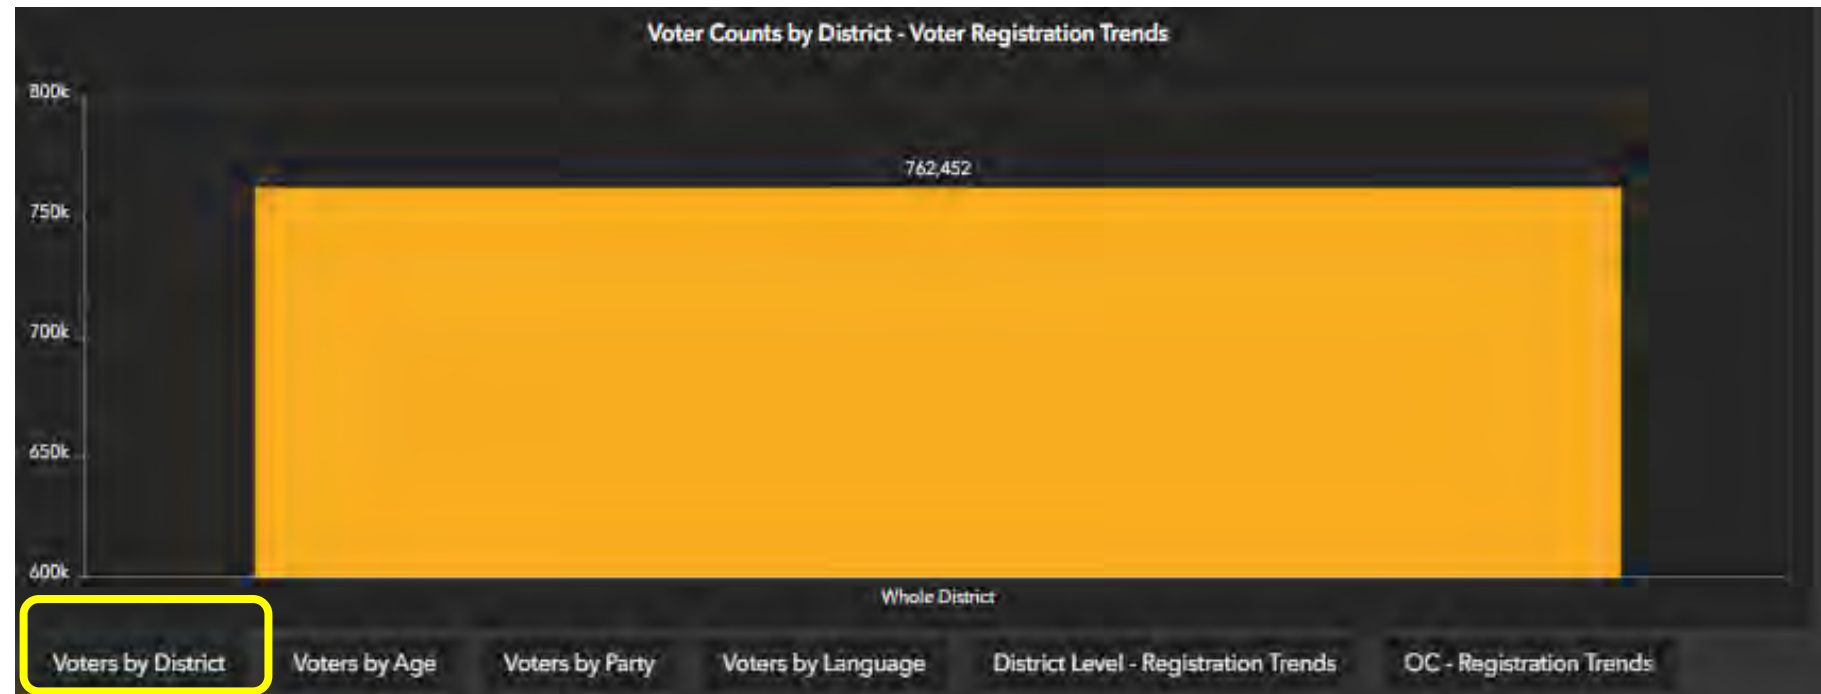 Voter Counts by District - Voter Registration Trends
800k
762,452
750k
700k
650k
600k
Whole District
Voters by District Voters by Age Voters by Party Voters by Language District Level - Registration Trends OC - Registration Trends